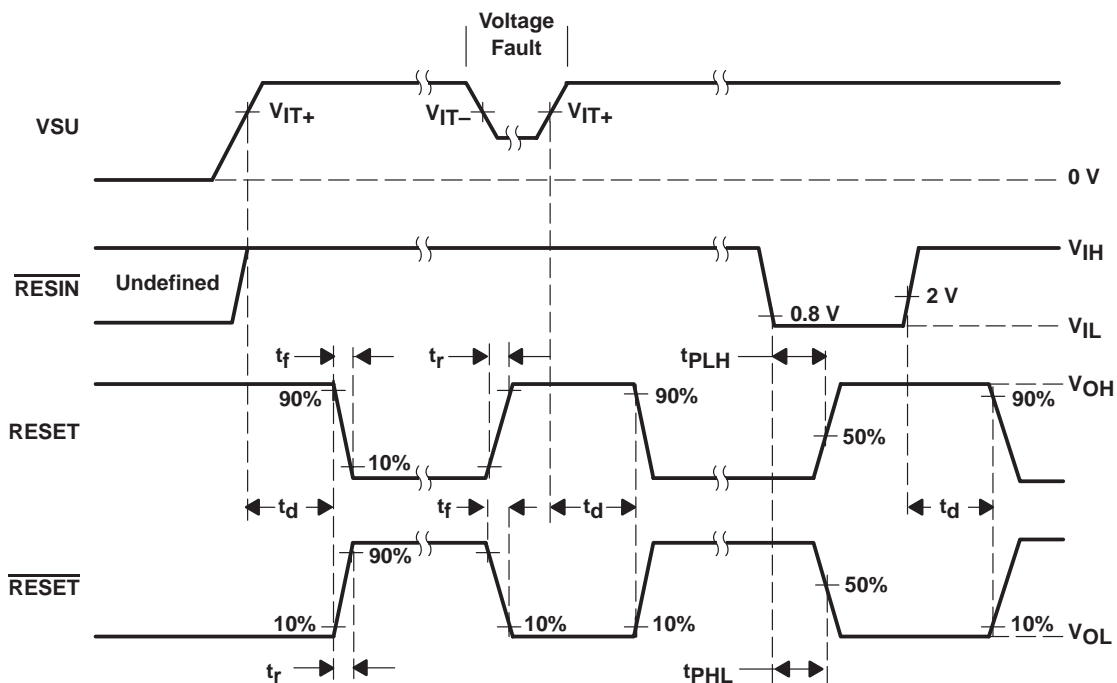 Voltage
Fault
VSU
VIT+
VIT–
VIT+
0 V
RESIN
Undefined
VIH
0.8 V
2 V
VIL
tf
tr
tPLH
RESET
90%
10%
90%
50%
VOH
90%
td
tf
td
td
RESET
90%
50%
10%
10%
10%
10%
VOL
tr
tPHL